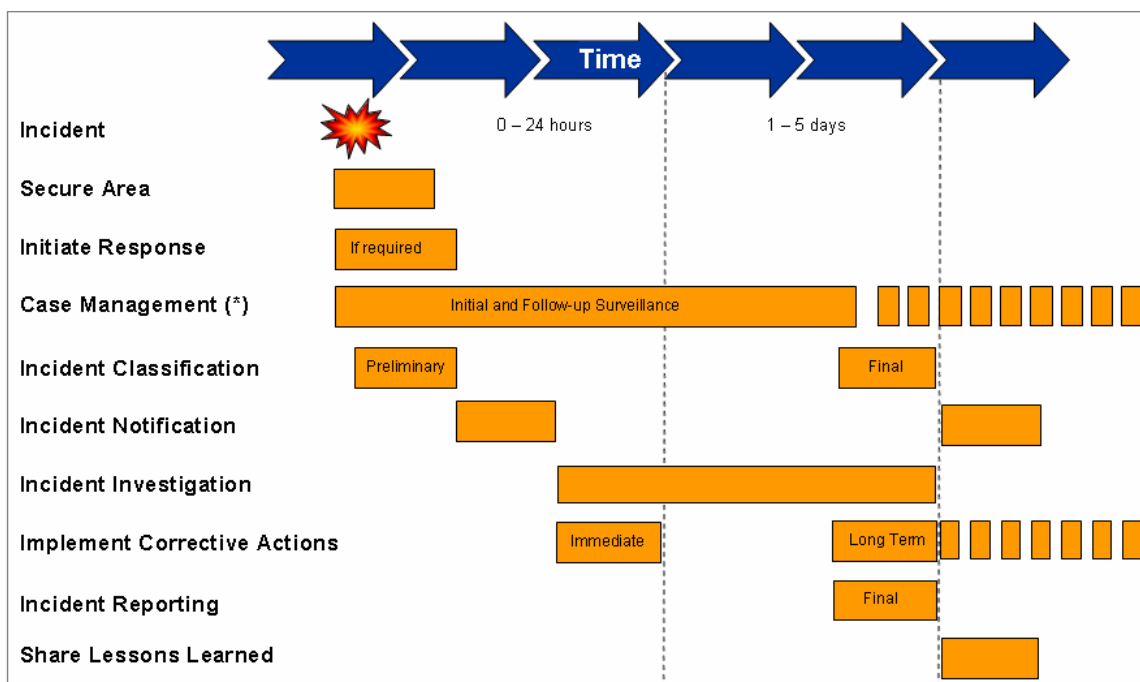 Time
Incident
0 – 24 hours
1 – 5 days
Secure Area
Initiate Response
If required
Case Management (*)
Initial and Follow-up Surveillance
Incident Classification
Preliminary
Final
Incident Notification
Incident Investigation
Implement Corrective Actions
Immediate
Long Term
Incident Reporting
Final
Share Lessons Learned